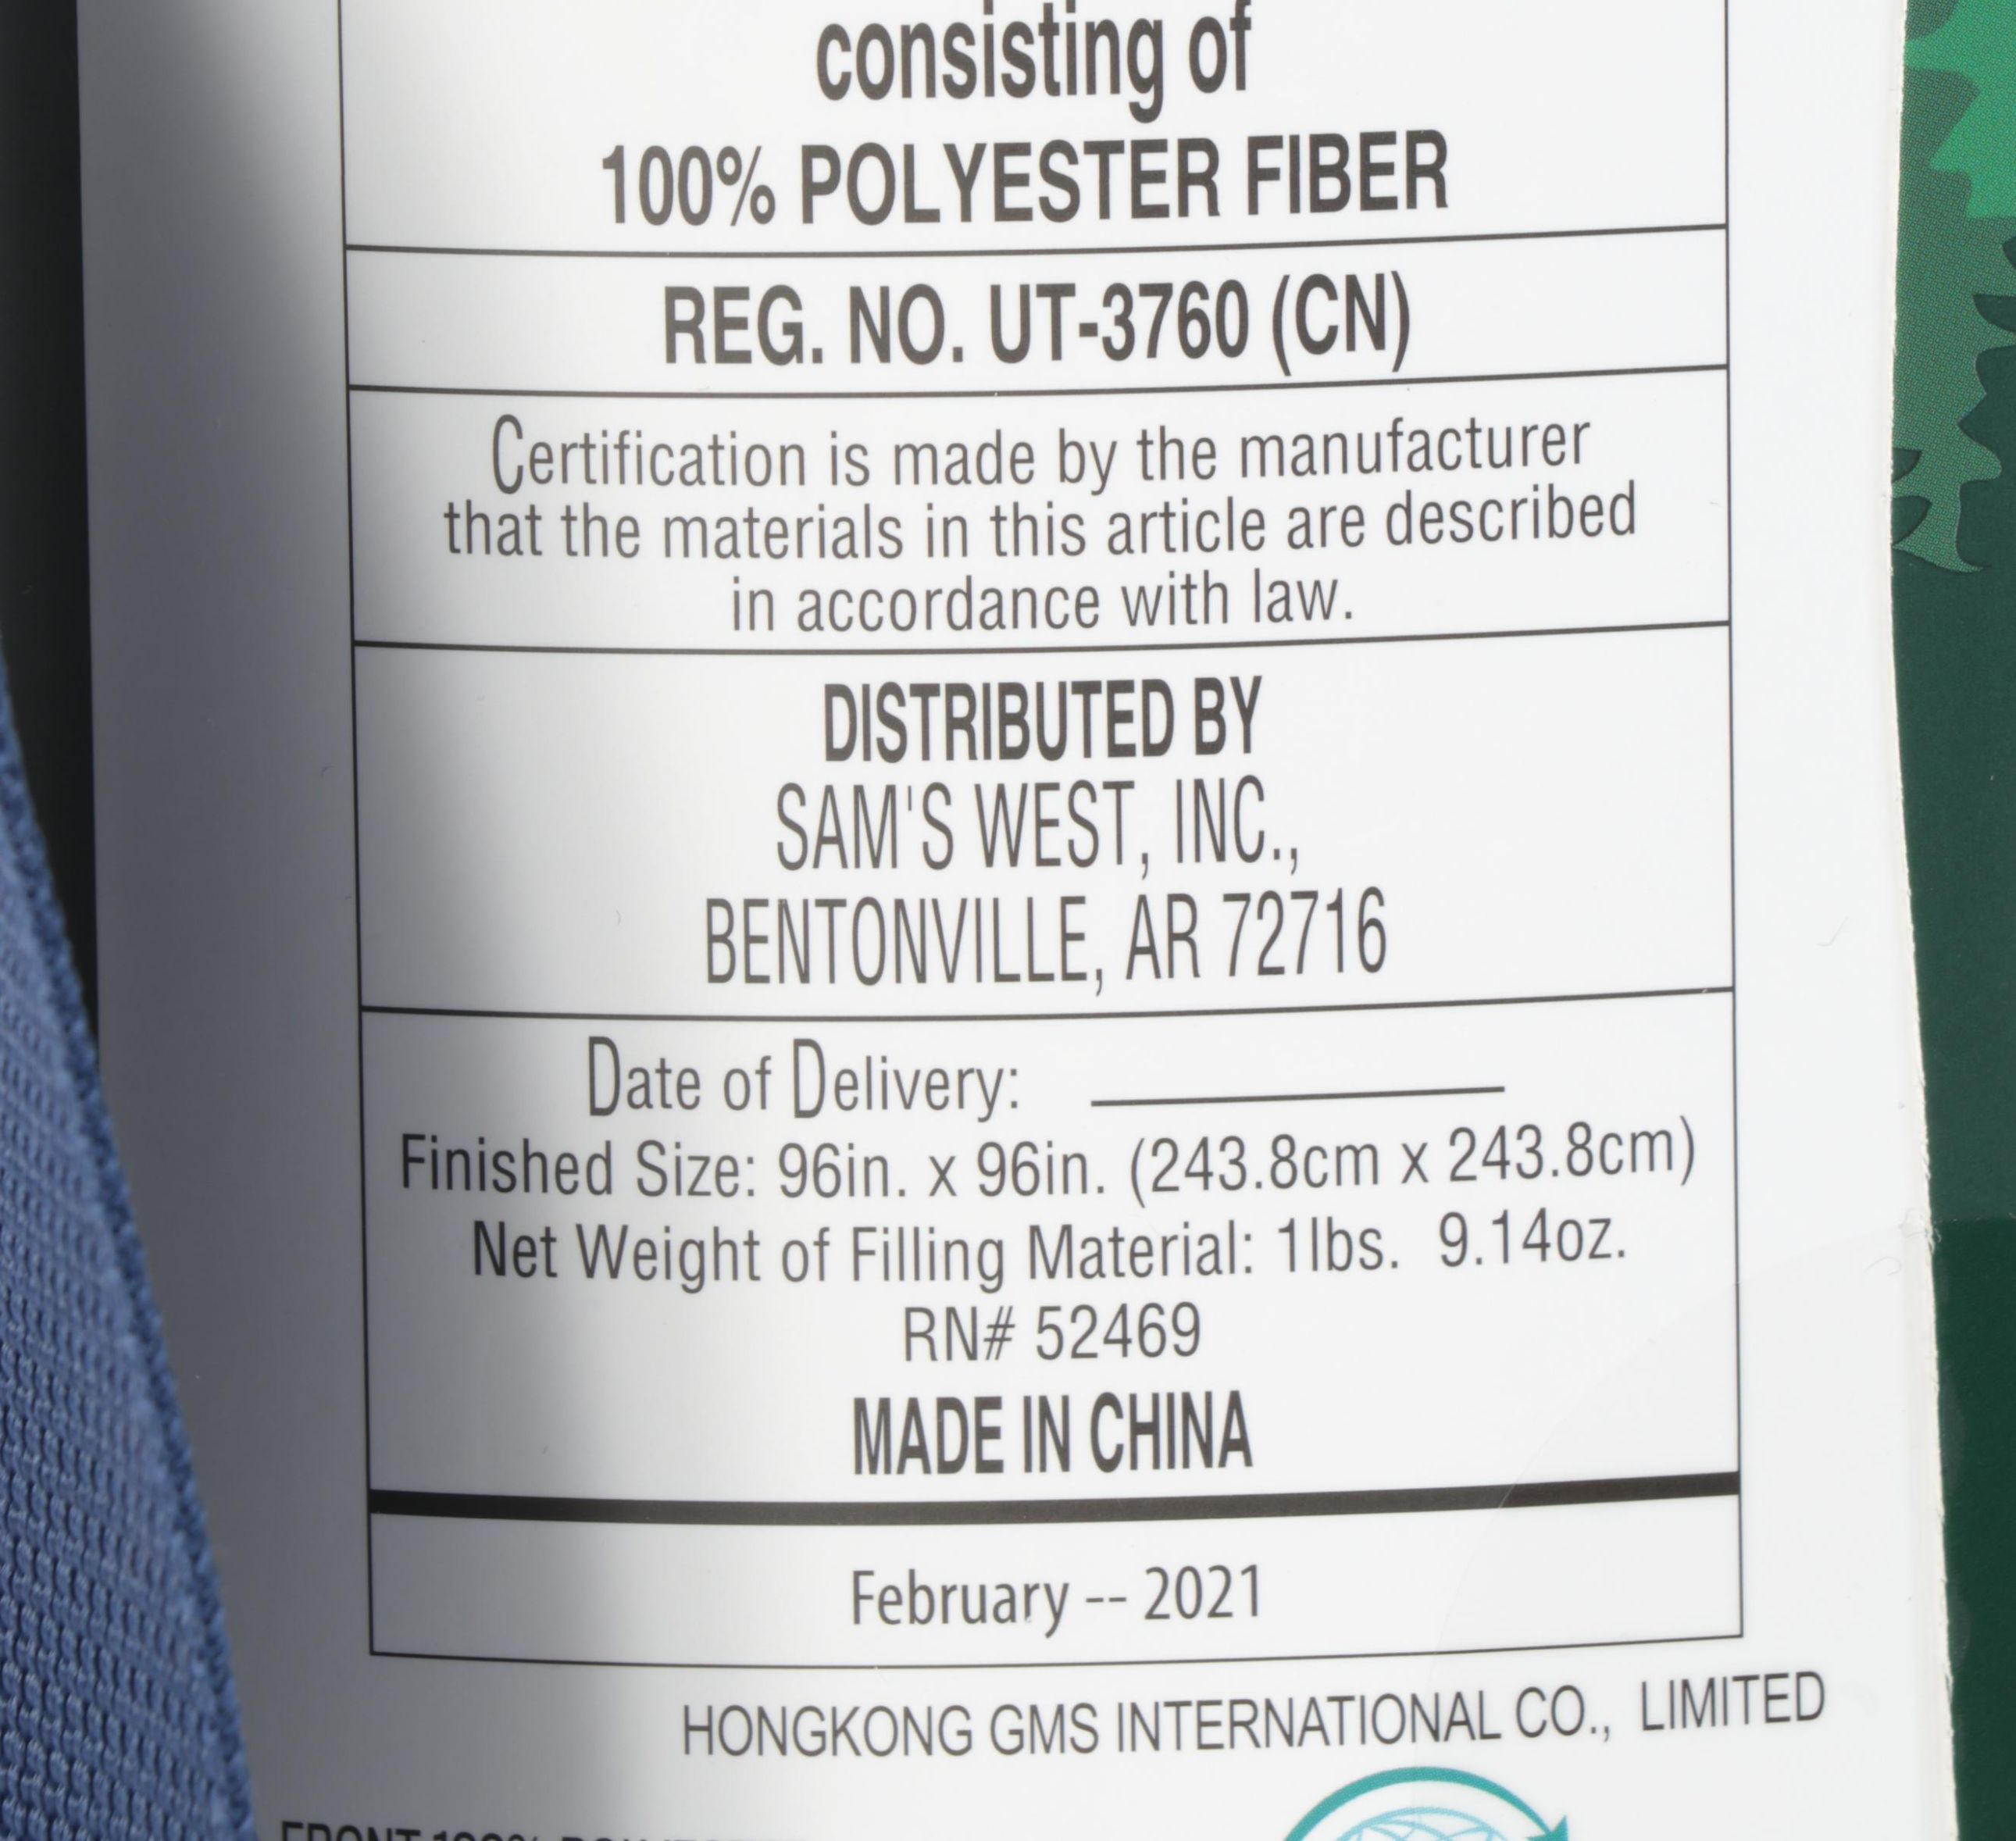 consisting of
100% POLYESTER FIBER
REG. NO. UT-3760 (CN)
Certification is made by the manufacturer
that the materials in this article are described
in accordance with law.
DISTRIBUTED BY
SAM'S WEST, INC.,
BENTONVILLE, AR 72716
Date of Delivery:
Finished Size: 96in. x 96in. (243.8cm x 243.8cm)
Net Weight of Filling Material: 1lbs. 9.14oz.
RN# 52469
MADE IN CHINA
February -- 2021
HONGKONG GMS INTERNATIONAL CO., LIMITED
FRONT 100%